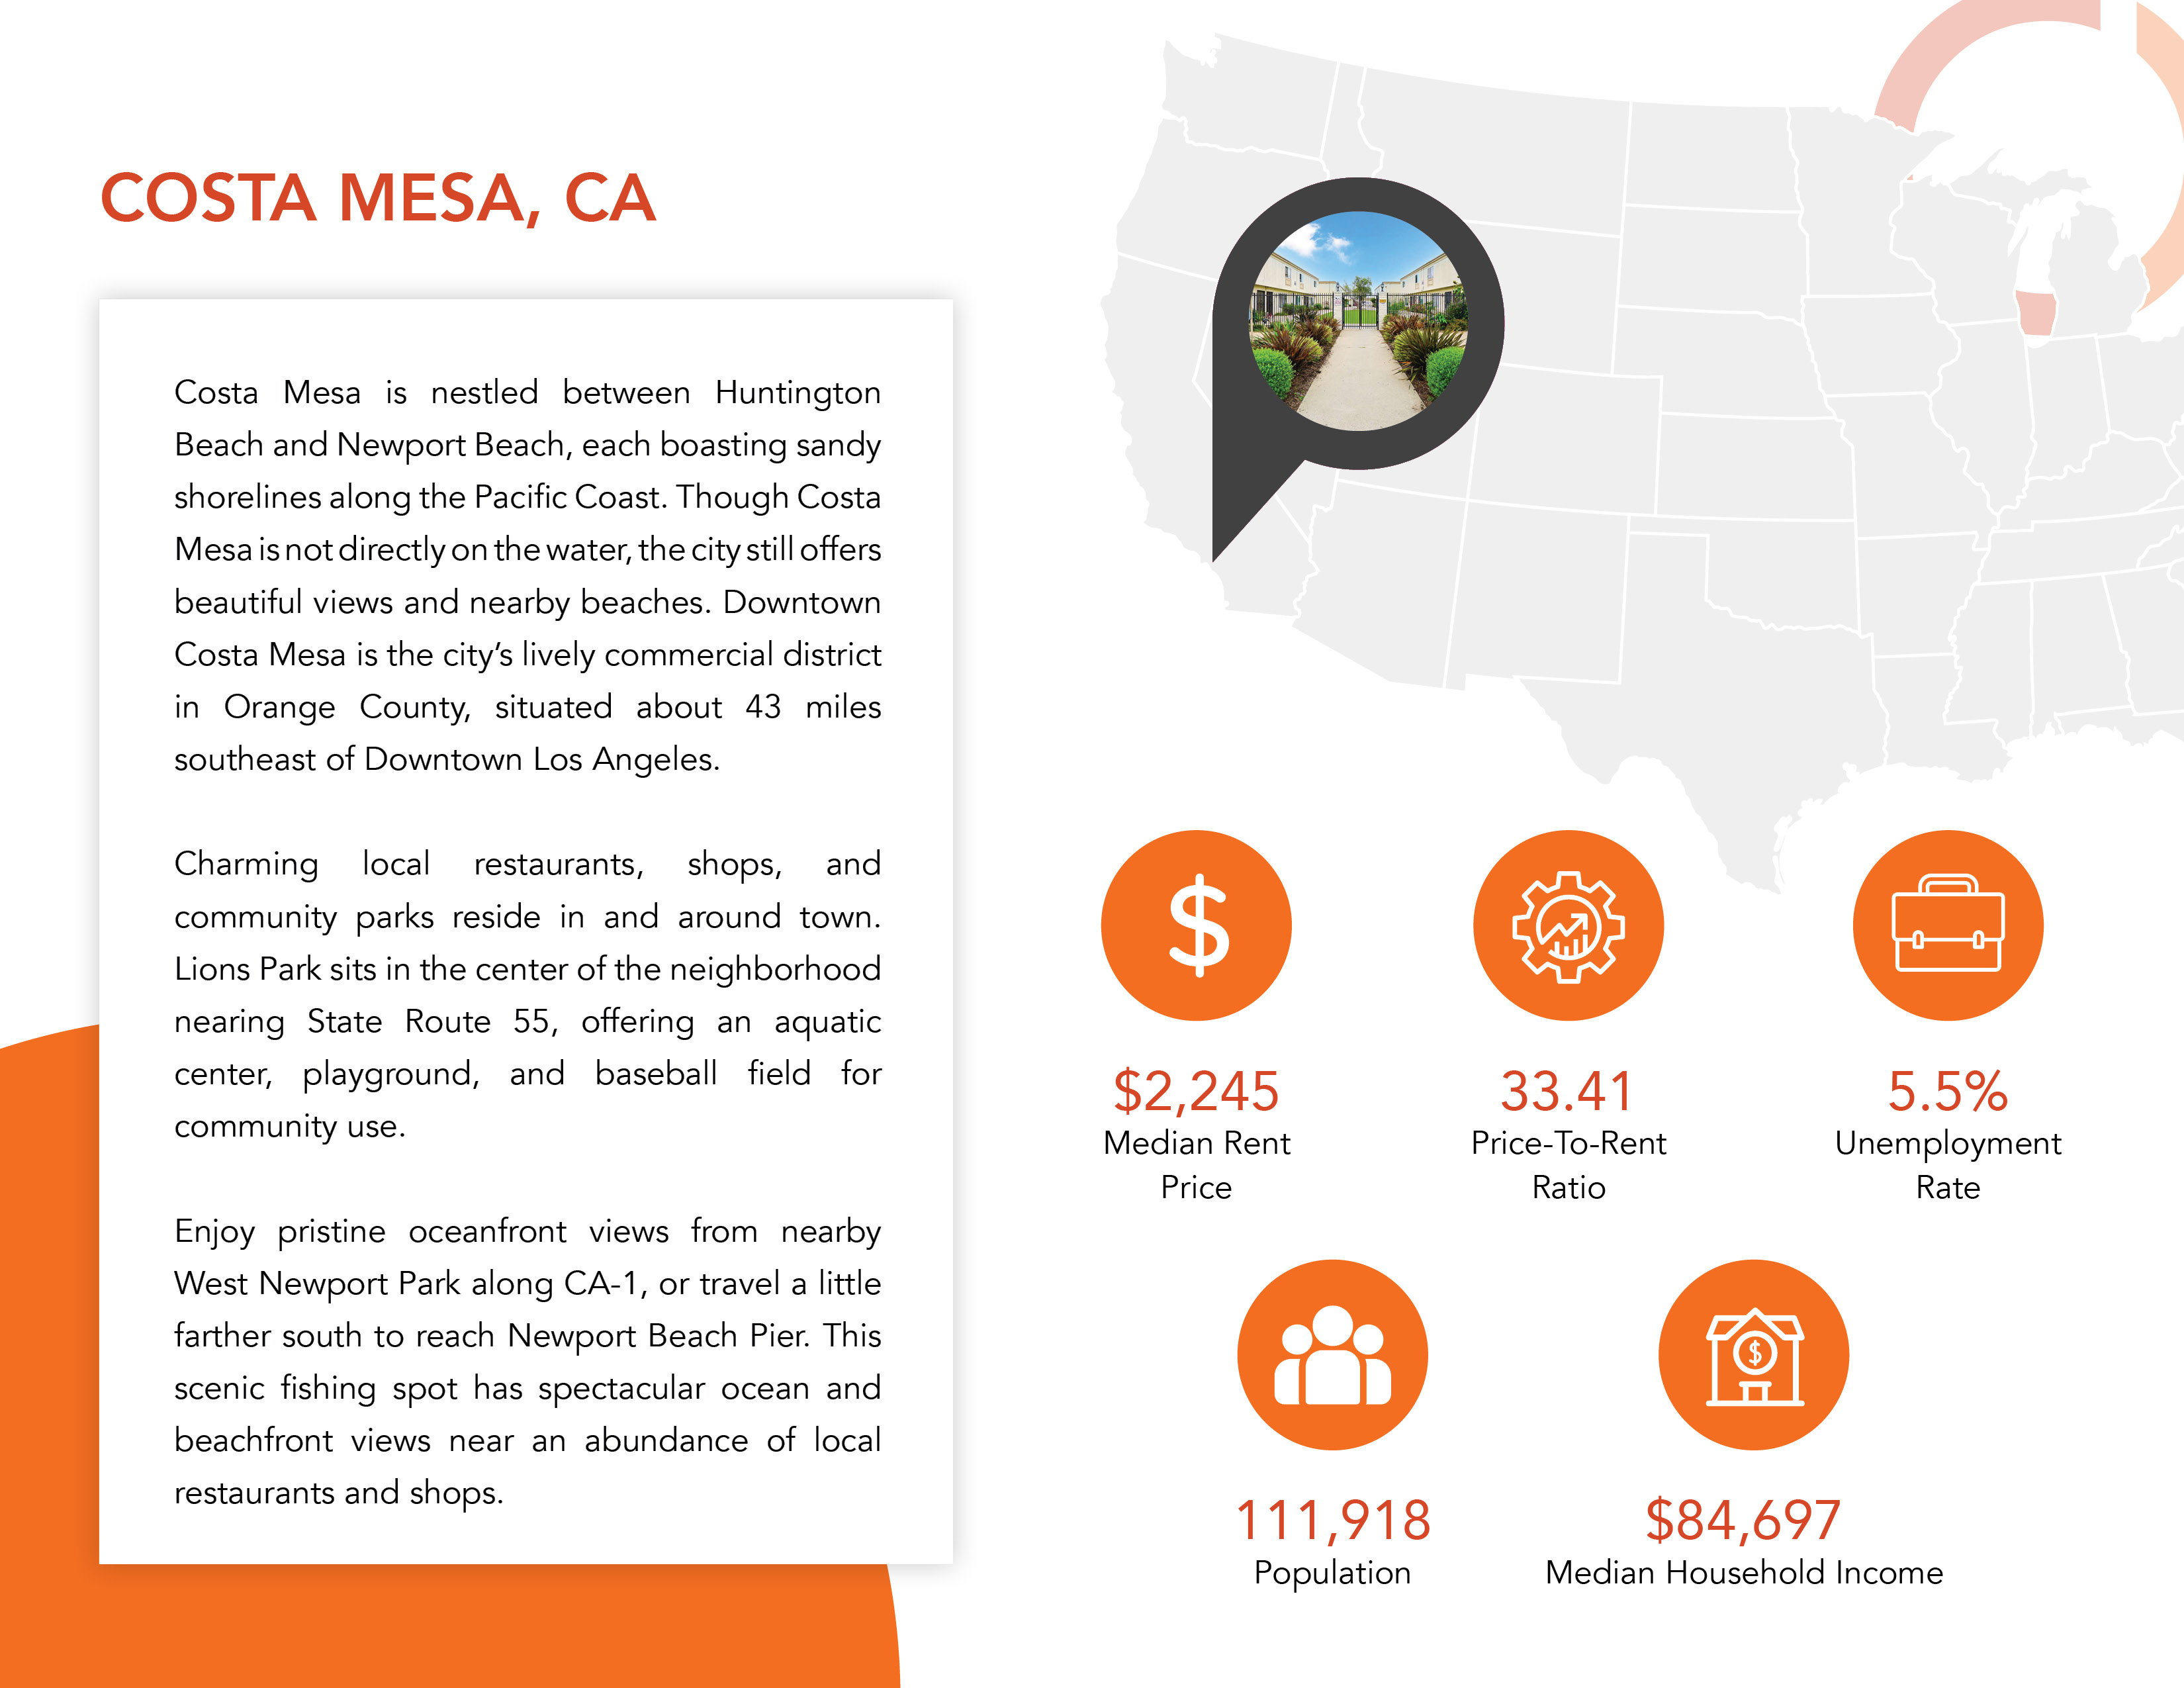 COSTA MESA, CA
Costa Mesa is nestled between Huntington
Beach and Newport Beach, each boasting sandy
shorelines along the Pacific Coast. Though Costa
Mesa is not directly on the water, the city still offers
beautiful views and nearby beaches. Downtown
Costa Mesa is the city’s lively commercial district
in Orange County, situated about 43 miles
southeast of Downtown Los Angeles.
Charming local restaurants, shops, and
community parks reside in and around town.
Lions Park sits in the center of the neighborhood
nearing State Route 55, offering an aquatic
center, playground, and baseball field for
community use.
Enjoy pristine oceanfront views from nearby
West Newport Park along CA-1, or travel a little
farther south to reach Newport Beach Pier. This
scenic fishing spot has spectacular ocean and
beachfront views near an abundance of local
restaurants and shops.
$
$2,245
Median Rent
Price
33.41
Price-To-Rent
Ratio
5.5%
Unemployment
Rate
111,918
Population
$
$84,697
Median Household Income